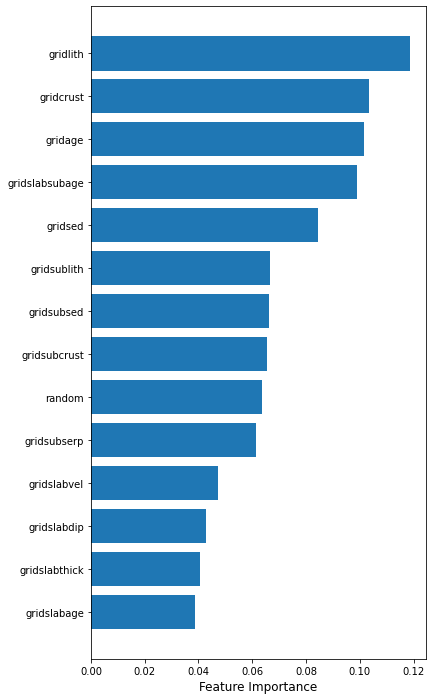 gridlith
gridcrust
gridage
gridslabsubage
gridsed
gridsublith
gridsubsed
gridsubcrust
random
gridsubserp
gridslabvel
gridslabdip
gridslabthick
gridslabage
0.00 0.02 0.04 0.06 0.08 0.10 0.12
Feature Importance